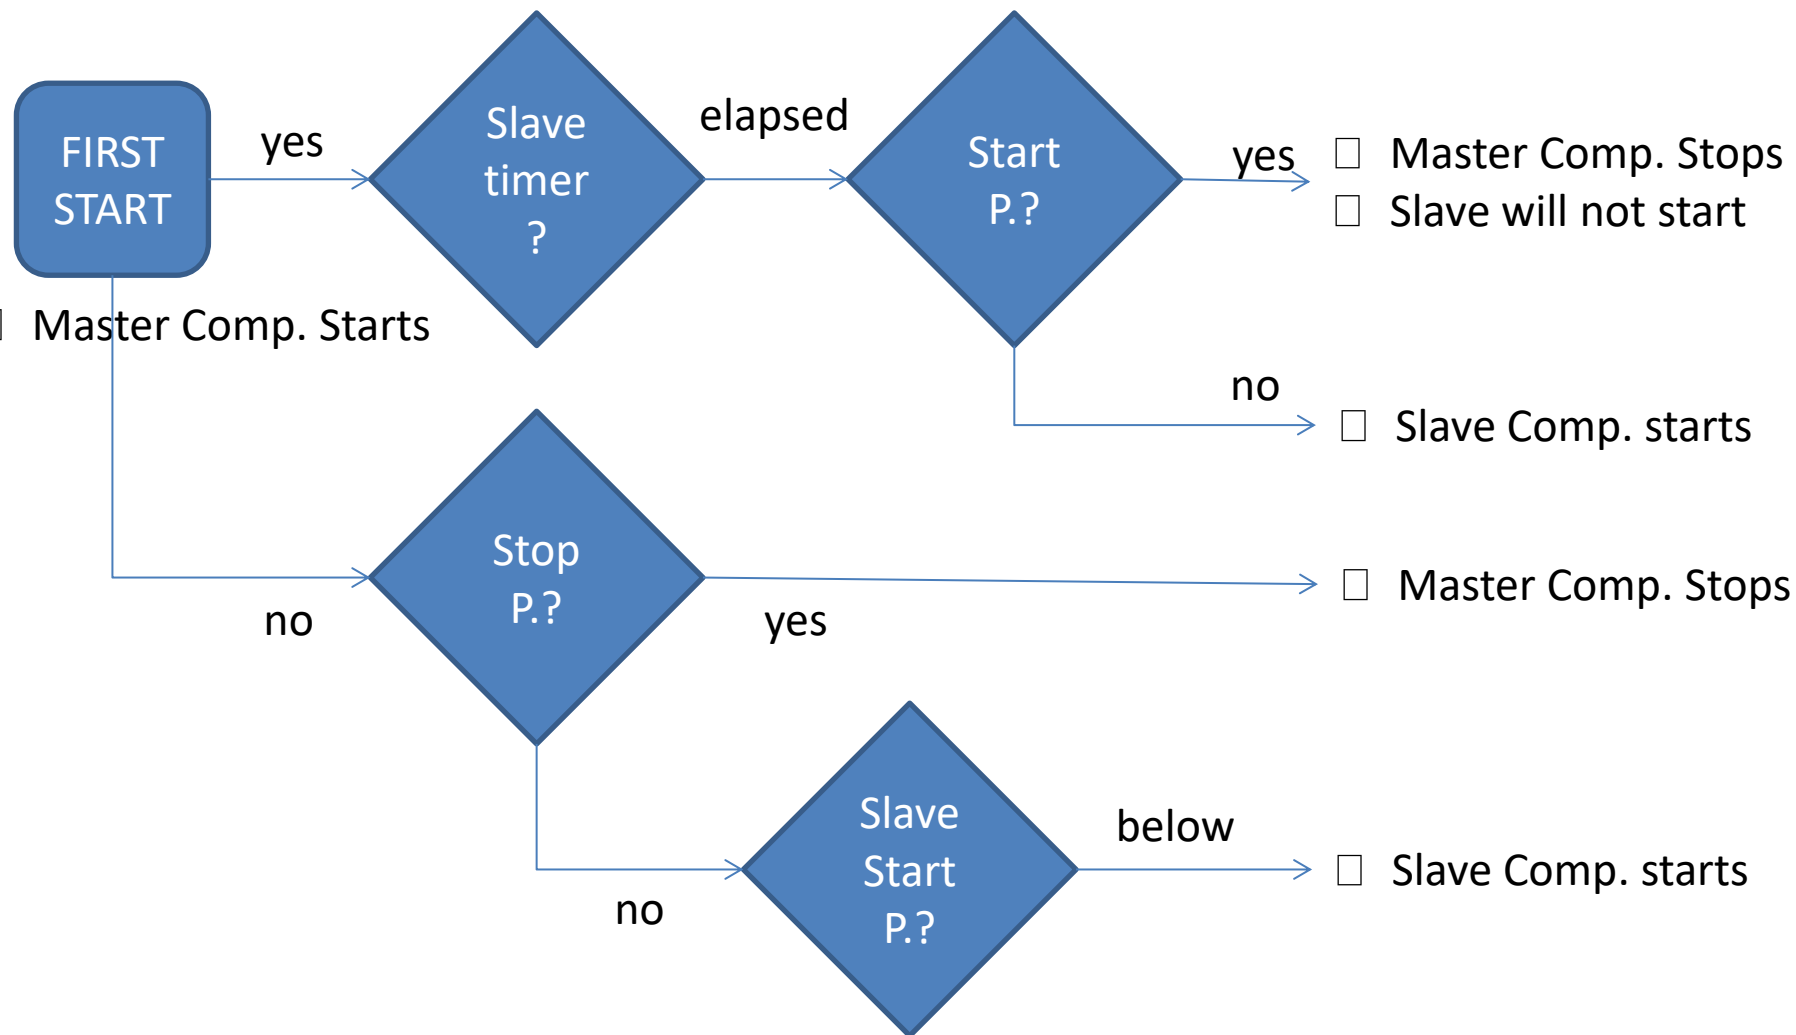 FIRST
START
yes
Slave
timer
?
elapsed
Start
P.?
yes
Master Comp. Stops
Slave will not start
Master Comp. Starts
no
Slave Comp. starts
no
Stop
P.?
yes
Master Comp. Stops
no
Slave
Start
P.?
below
Slave Comp. starts